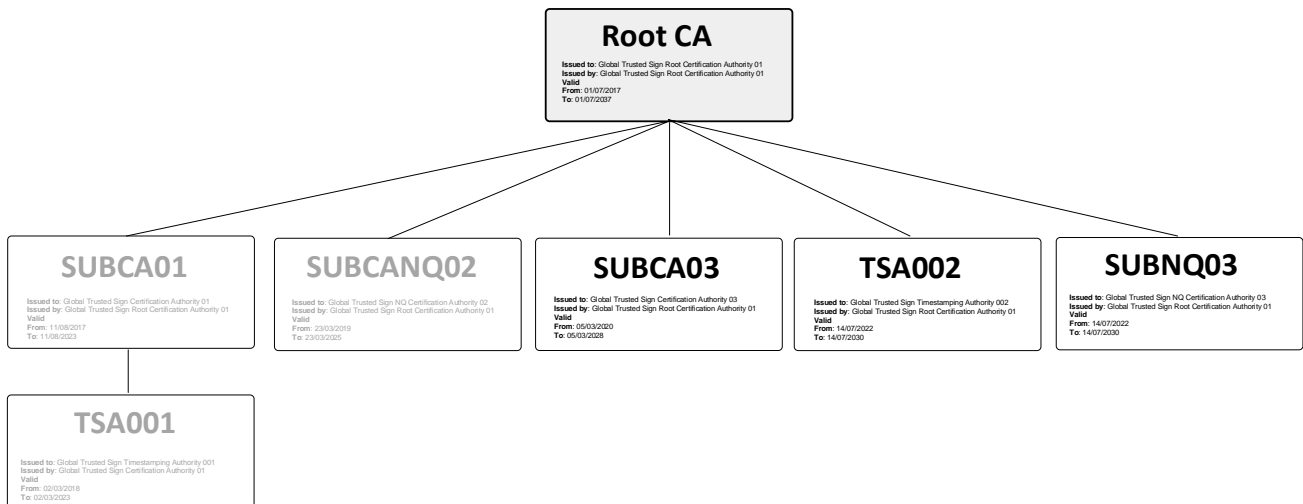 Root CA
Issued to: Global Trusted Sign Root Certification Authority 01
Issued by: Global Trusted Sign Root Certification Authority 01
Valid
From: 01/07/2017
To: 01/07/2037
SUBCA01
Issued to: Global Trusted Sign Certification Authority 01
Issued by: Global Trusted Sign Root Certification Authority 01
Valid
From: 11/08/2017
To: 11/08/2023
SUBCANQ02
Issued to: Global Trusted Sign NQ Certification Authority 02
Issued by: Global Trusted Sign Root Certification Authority 01
Valid
From: 23/03/2019
To: 23/03/2025
SUBCA03
Issued to: Global Trusted Sign Certification Authority 03
Issued by: Global Trusted Sign Root Certification Authority 01
Valid
From: 05/03/2020
To: 05/03/2028
TSA002
Issued to: Global Trusted Sign Timestamping Authority 002
Issued by: Global Trusted Sign Root Certification Authority 01
Valid
From: 14/07/2022
To: 14/07/2030
SUBNQ03
Issued to: Global Trusted Sign NQ Certification Authority 03
Issued by: Global Trusted Sign Root Certification Authority 01
Valid
From: 14/07/2022
To: 14/07/2030
TSA001
Issued to: Global Trusted Sign Timestamping Authority 001
Issued by: Global Trusted Sign Certification Authority 01
Valid
From: 02/03/2018
To: 02/03/2023